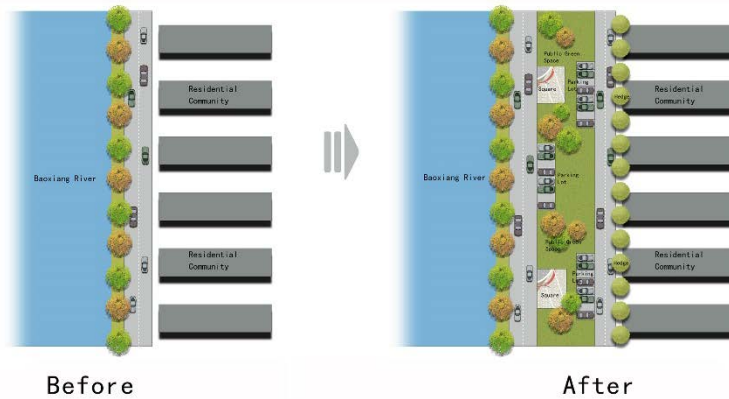 Baoxiang River
Residential
Community
Residential
Community
Before
Baoxiang River
Public Green
Space
Square
Parking
Lot
Hedge
Residential
Community
Parking
Lot
Public Green
Space
Square
Parking
Hedge
Residential
Community
After